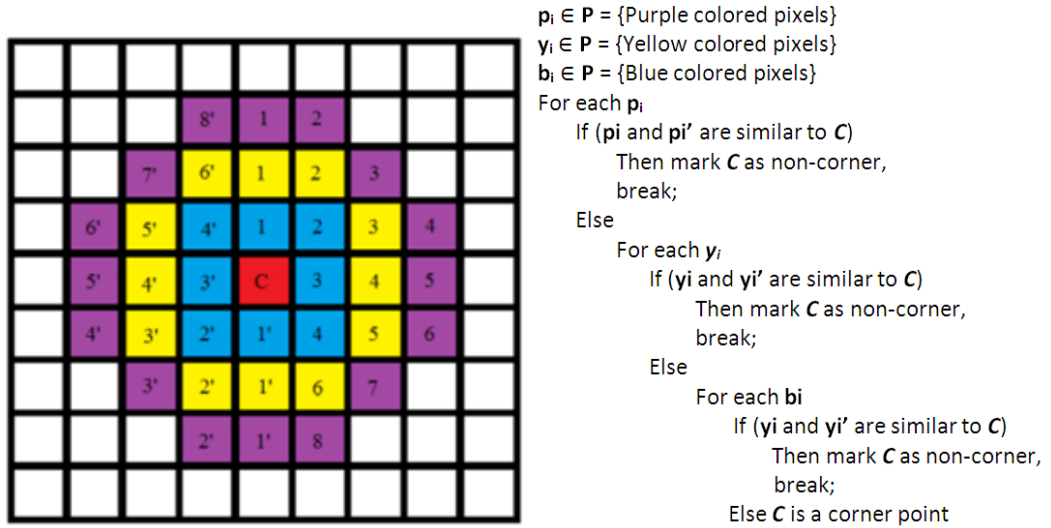 8' 1 2
7' 6' 1 2 3
6' 5' 4' 1 2 3 4
5' 4' 3' C 3 4 5
4' 3' 2' 1' 4 5 6
3' 2' 1' 6 7
2' 1' 8
pi ∈ P = {Purple colored pixels}
yi ∈ P = {Yellow colored pixels}
bi ∈ P = {Blue colored pixels}
For each pi
If (pi and pi’ are similar to C)
Then mark C as non-corner,
break;
Else
For each yi
If (yi and yi’ are similar to C)
Then mark C as non-corner,
break;
Else
For each bi
If (yi and yi’ are similar to C)
Then mark C as non-corner,
break;
Else C is a corner point